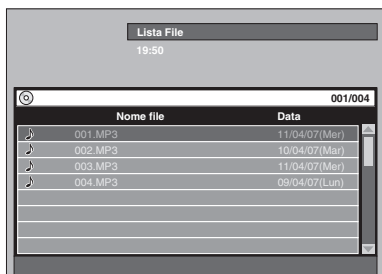 Lista File
19:50
001/004
Nome file Data
001.MP3 11/04/07(Mer)
002.MP3 10/04/07(Mar)
003.MP3 11/04/07(Mer)
004.MP3 09/04/07(Lun)